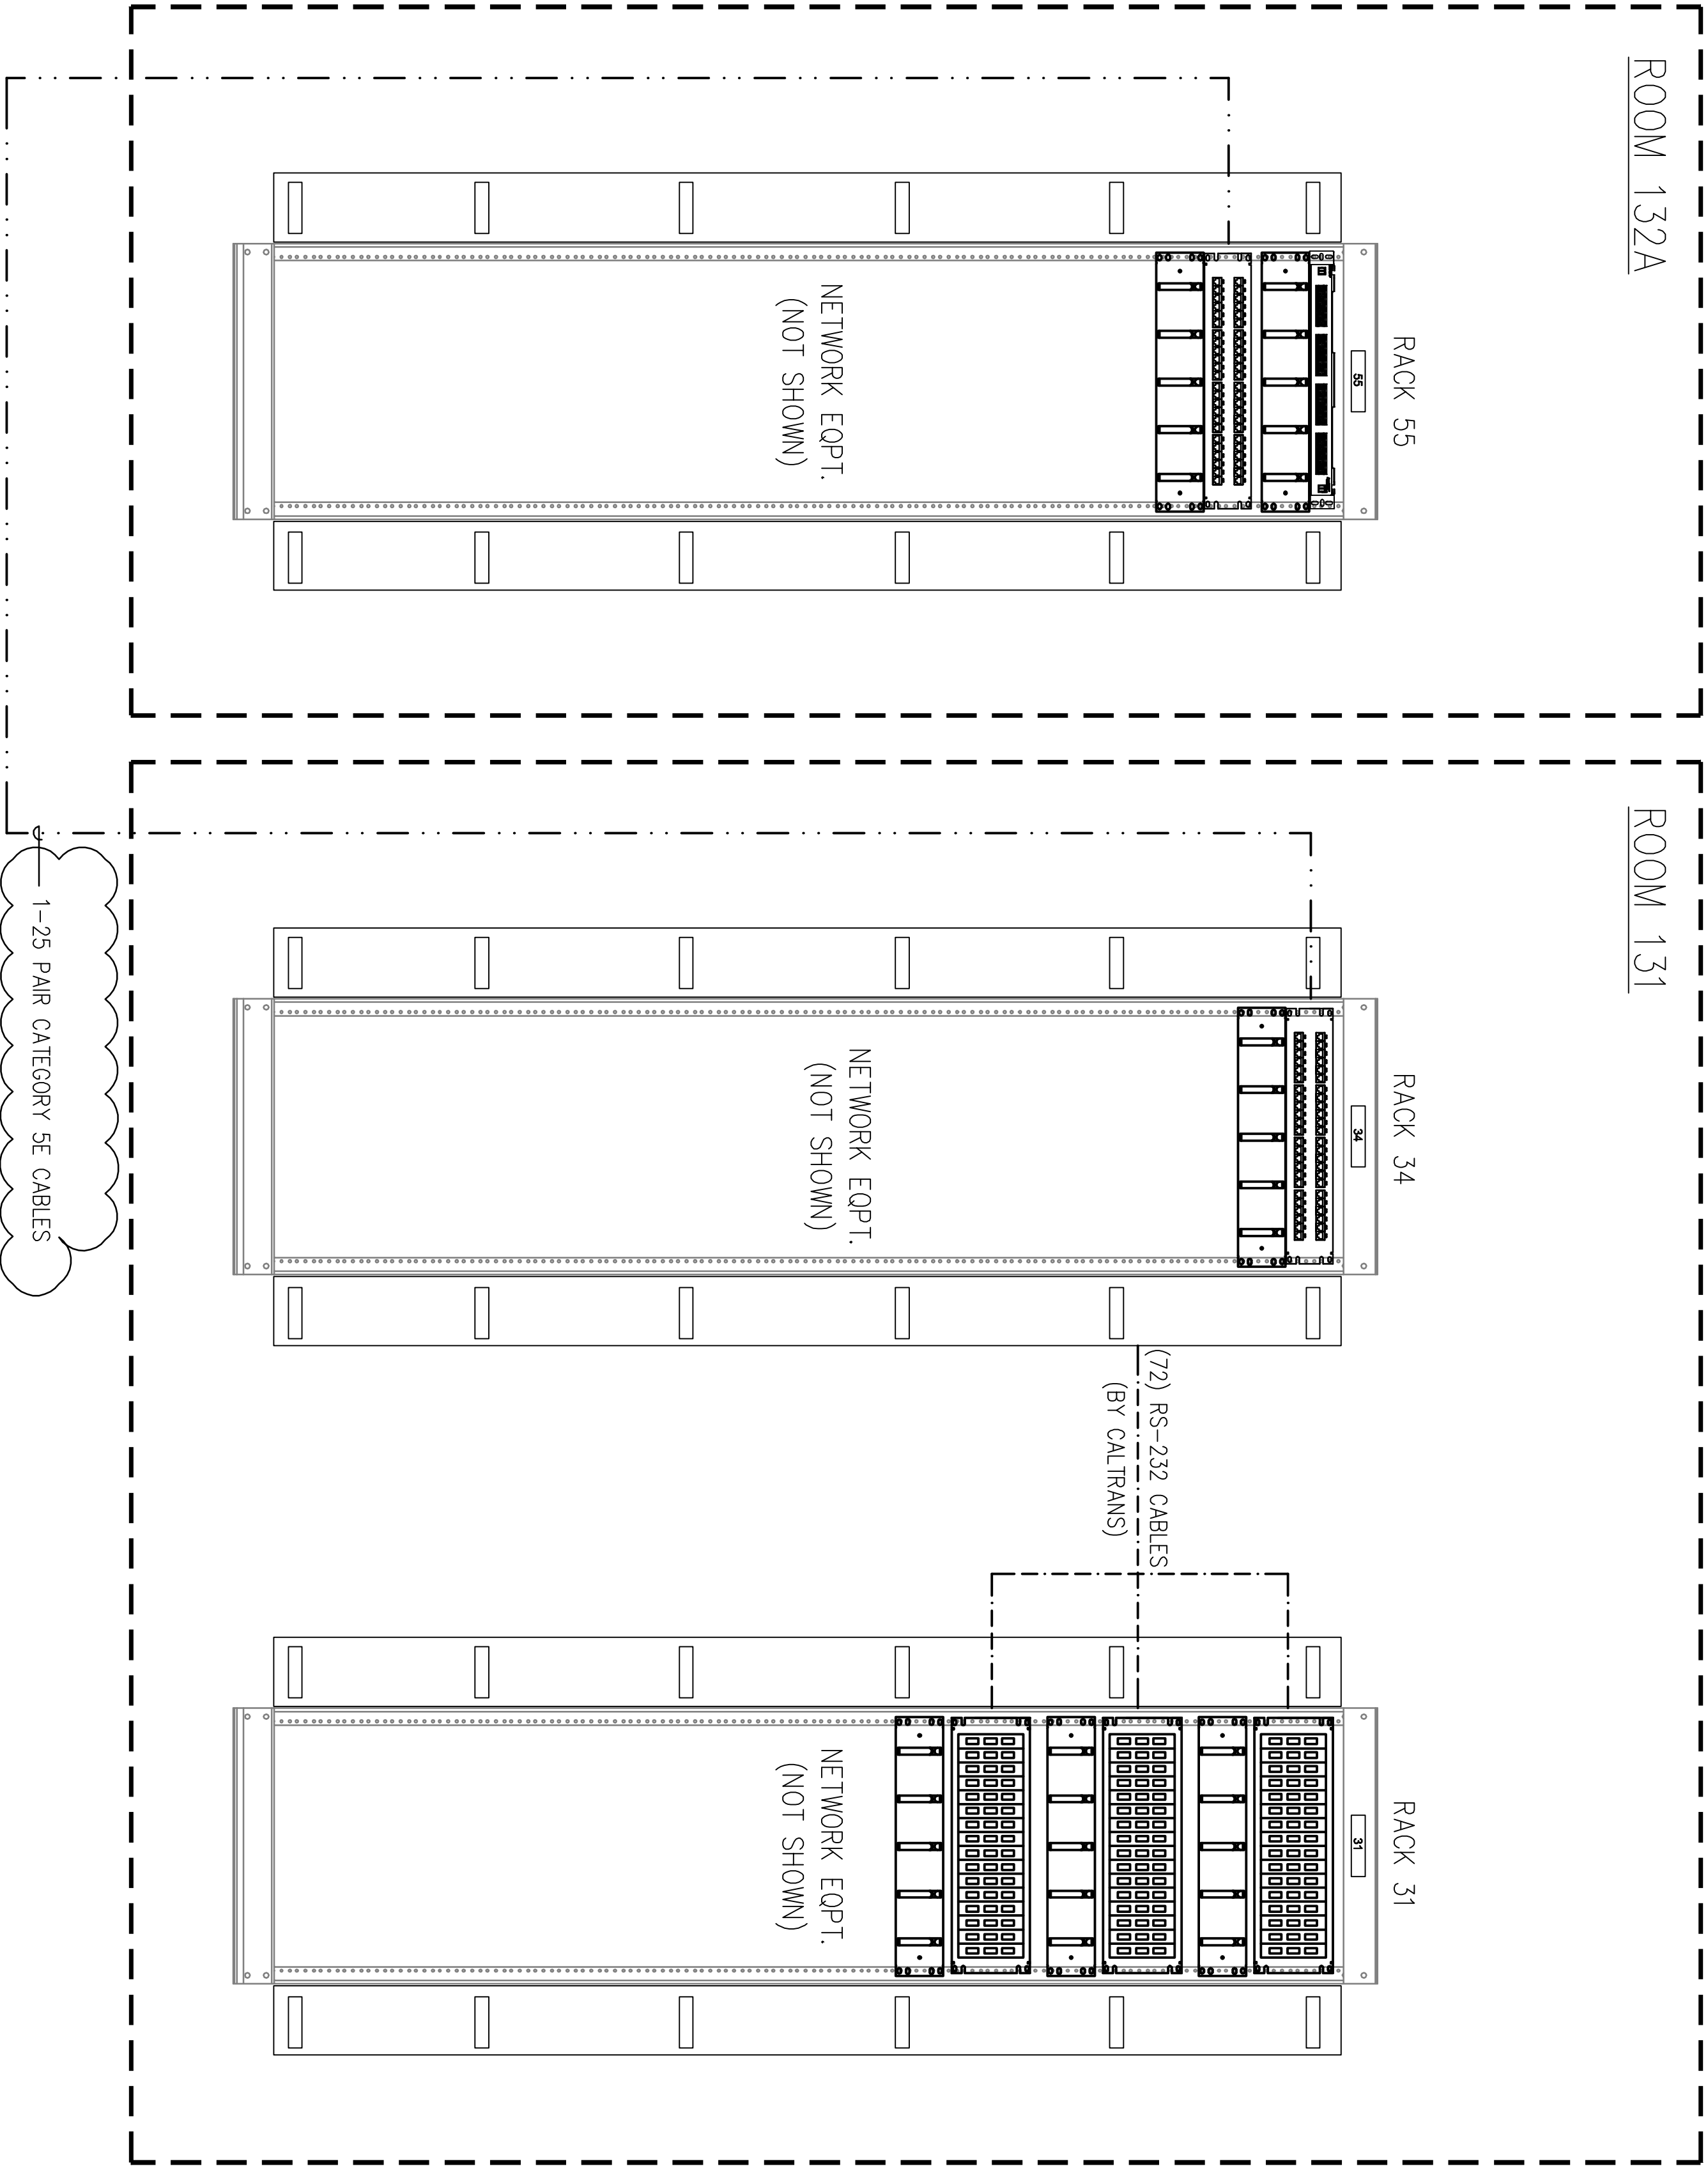 ROOM 132A
RACK 55
55
NETWORK EQPT.
(NOT SHOWN)
ROOM 131
RACK 34
34
NETWORK EQPT.
(NOT SHOWN)
(72) RS-232 CABLES
(BY CALTRANS)
RACK 31
31
NETWORK EQPT.
(NOT SHOWN)
1-25 PAIR CATEGORY 5E CABLES